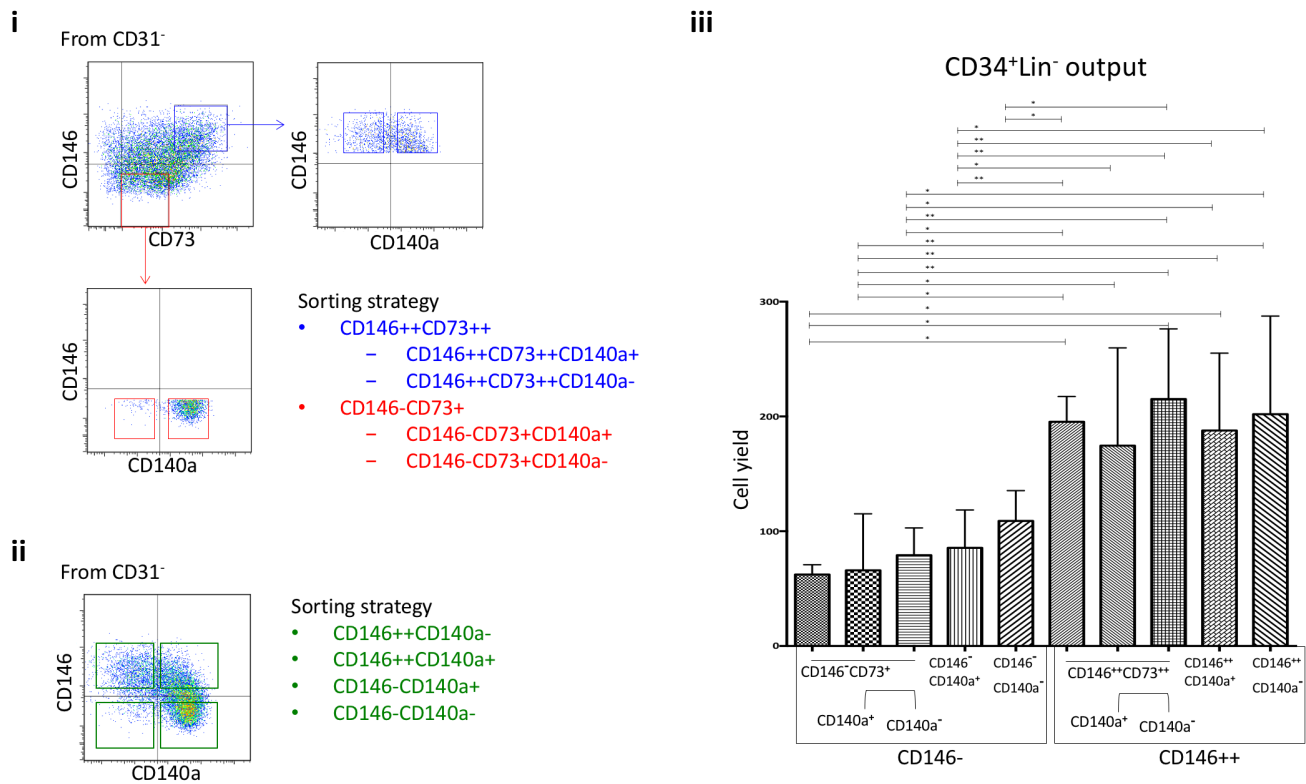 i
From CD31⁻
CD146
CD73
CD146
CD140a
CD146
CD140a
Sorting strategy
• CD146++CD73++
– CD146++CD73++CD140a+
– CD146++CD73++CD140a-
• CD146-CD73+
– CD146-CD73+CD140a+
– CD146-CD73+CD140a-
ii
From CD31⁻
CD146
CD140a
Sorting strategy
• CD146++CD140a-
• CD146++CD140a+
• CD146-CD140a+
• CD146-CD140a-
iii
CD34⁺Lin⁻ output
*
*
*
**
**
*
**
*
*
**
*
**
**
**
*
*
*
*
*
300
200
100
0
Cell yield
CD146⁻CD73⁺
CD140a⁺
CD140a⁻
CD146⁻
CD140a⁺
CD146⁻
CD140a⁻
CD146⁺⁺CD73⁺⁺
CD140a⁺
CD140a⁻
CD146⁺⁺
CD140a⁺
CD146⁺⁺
CD140a⁻
CD146-
CD146++